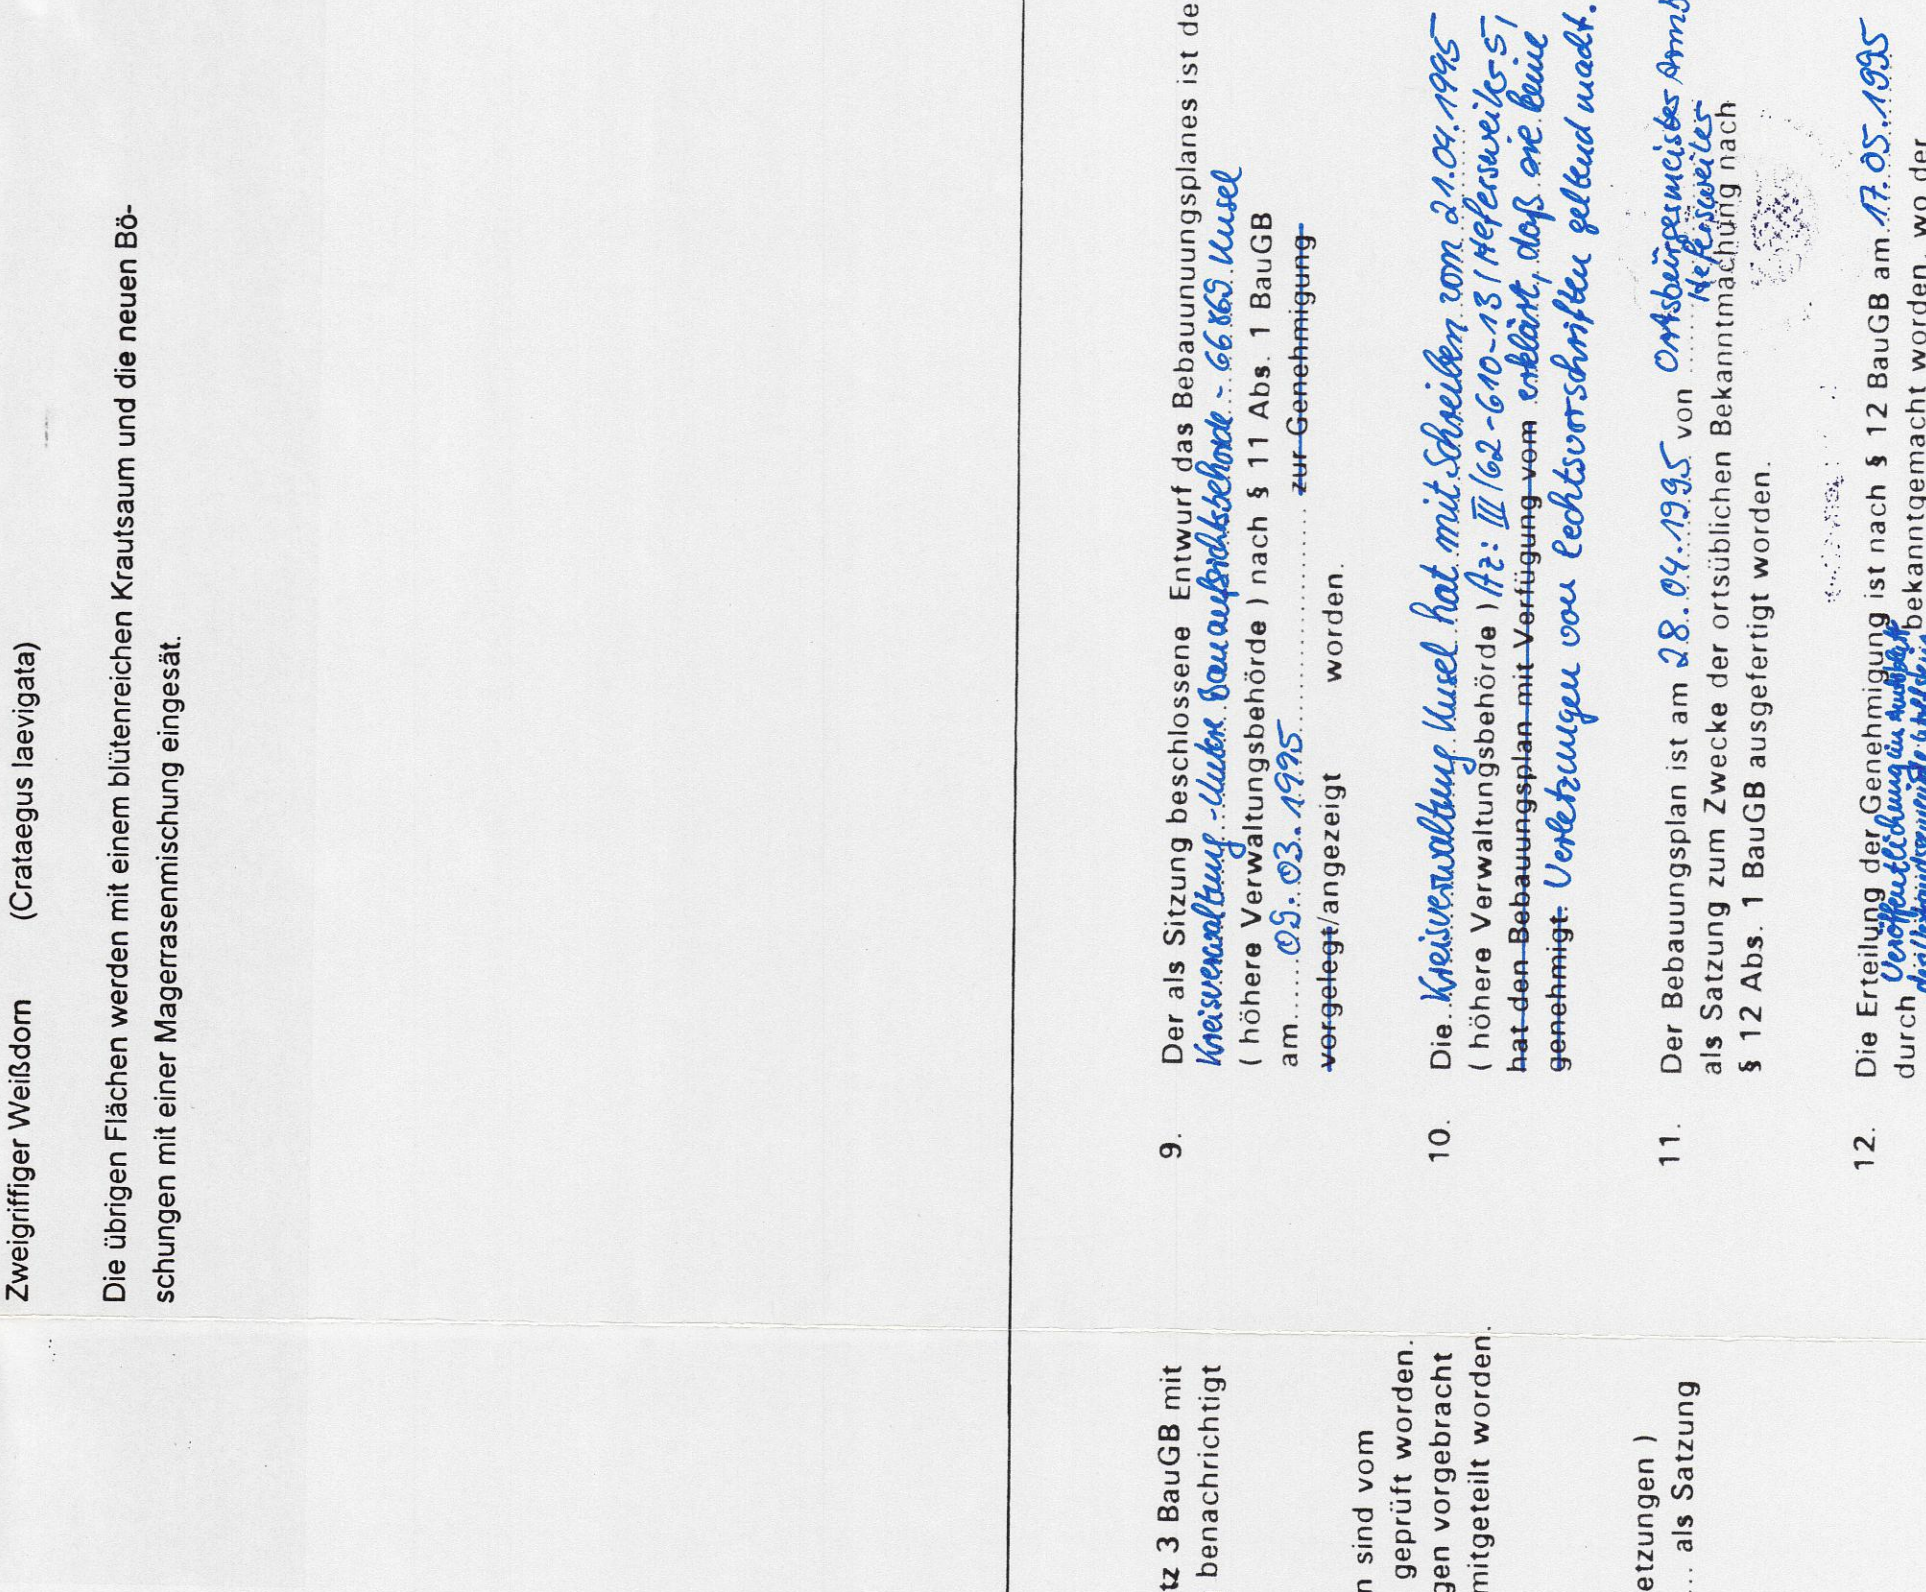 Zweigriffiger Weißdorn (Crataegus laevigata)
Die übrigen Flächen werden mit einem blütenreichen Krautsaum und die neuen Bö-
schungen mit einer Magerrasenmischung eingesät.
9. Der als Sitzung beschlossene Entwurf das Bebauunungsplanes ist de
Kreisverwaltung - Untere Bauaufsichtsbehörde - 66869 Kusel
( höhere Verwaltungsbehörde ) nach § 11 Abs. 1 BauGB
am 09.03.1995 zur Genehmigung
vorgelegt/angezeigt worden.
10. Die Kreisverwaltung Kusel hat mit Schreiben vom 21.04.1995
( höhere Verwaltungsbehörde ) Az: III/62-610-13/Hefersweiler 5,
hat den Bebauungsplan mit Verfügung vom erklärt, daß sie keine
genehmigt. Verletzungen von Rechtsvorschriften geltend macht.
11. Der Bebauungsplan ist am 28.04.1995 von Ortsbürgermeister
Hefersweiler
als Satzung zum Zwecke der ortsüblichen Bekanntmachung nach
§ 12 Abs. 1 BauGB ausgefertigt worden.
12. Die Erteilung der Genehmigung ist nach § 12 BauGB am 17.05.1995
Veröffentlichung im Amtsblatt
durch bekanntgemacht worden, wo der
tz 3 BauGB mit
benachrichtigt
n sind vom
geprüft worden.
gen vorgebracht
mitgeteilt worden.
etzungen )
... als Satzung